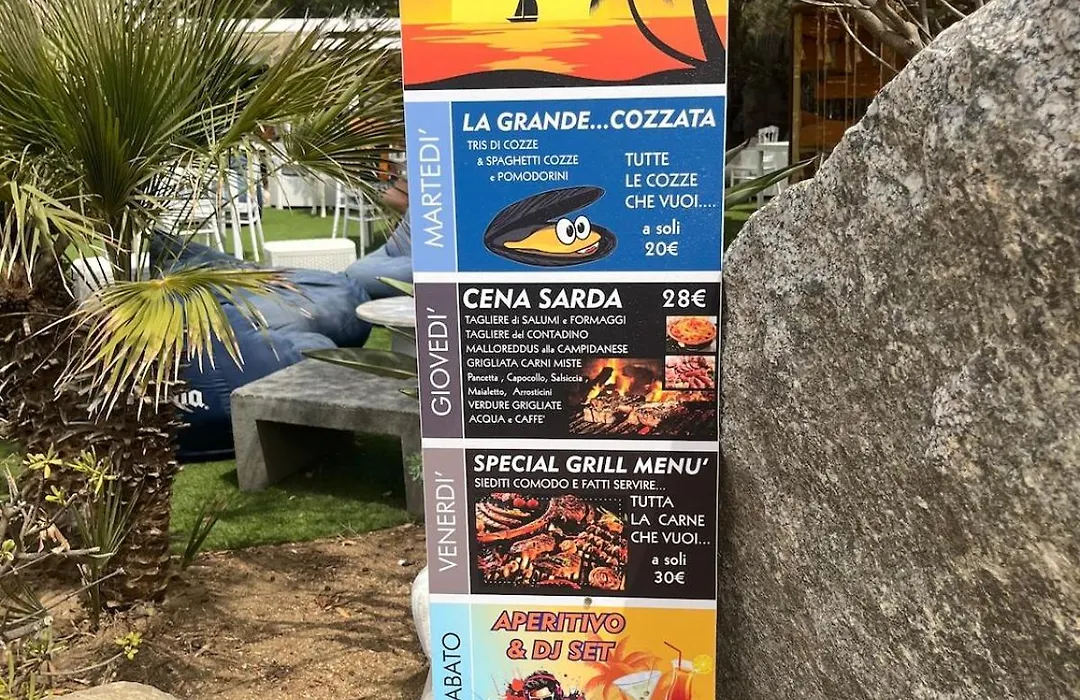 MARTEDI’
LA GRANDE...COZZATA
TRIS DI COZZE
& SPAGHETTI COZZE
e POMODORINI
TUTTE
LE COZZE
CHE VUOI....
a soli
20€
GIOVEDI’
CENA SARDA 28€
TAGLIERE di SALUMI e FORMAGGI
TAGLIERE del CONTADINO
MALLOREDDUS alla CAMPIDANESE
GRIGLIATA CARNI MISTE
Pancetta , Capocollo, Salsiccia ,
Maialetto, Arrosticini
VERDURE GRIGLIATE
ACQUA e CAFFE'
VENERDI’
SPECIAL GRILL MENU’
SIEDITI COMODO E FATTI SERVIRE...
TUTTA
LA CARNE
CHE VUOI...
a soli
30€
ABATO
APERITIVO
& DJ SET